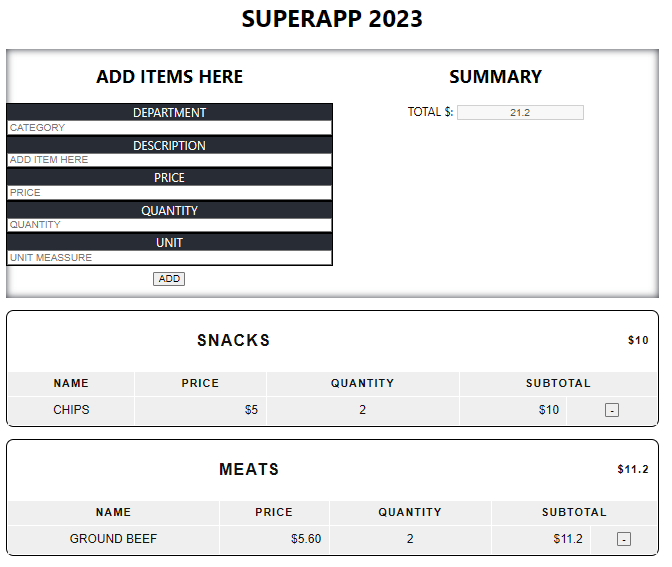 SUPERAPP 2023
ADD ITEMS HERE
DEPARTMENT
CATEGORY
DESCRIPTION
ADD ITEM HERE
PRICE
PRICE
QUANTITY
QUANTITY
UNIT
UNIT MEASSURE
ADD
SUMMARY
TOTAL $: 21.2
SNACKS $10
NAME PRICE QUANTITY SUBTOTAL
CHIPS $5 2 $10 -
MEATS $11.2
NAME PRICE QUANTITY SUBTOTAL
GROUND BEEF $5.60 2 $11.2 -